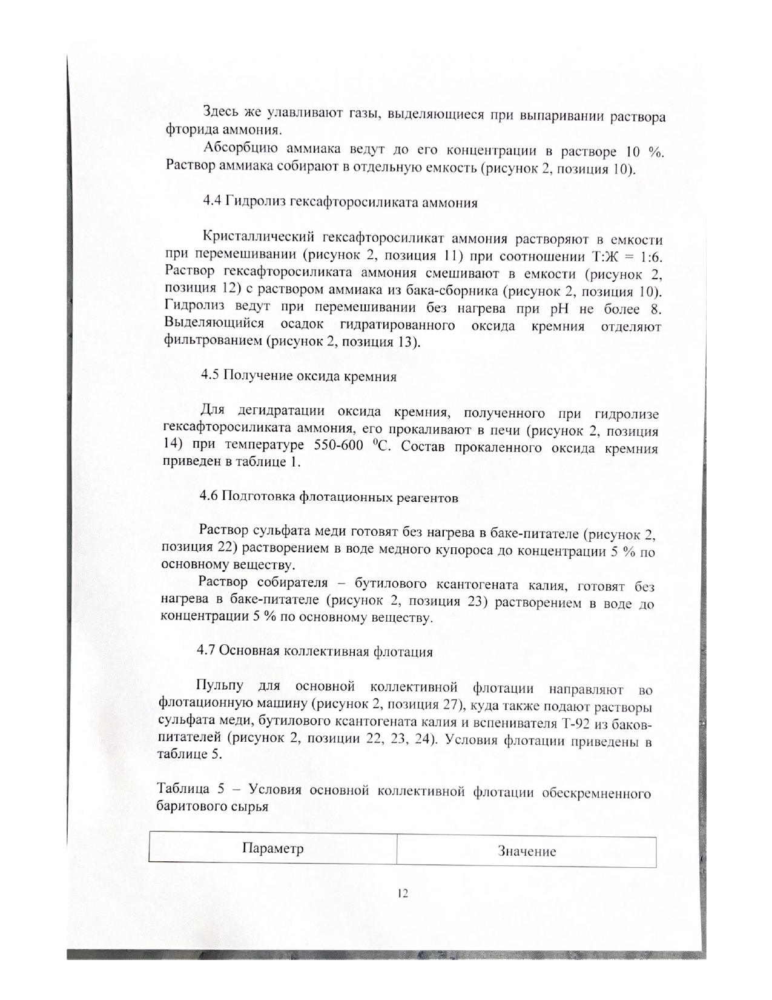 Здесь же улавливают газы, выделяющиеся при выпаривании раствора
фторида аммония.
Абсорбцию аммиака ведут до его концентрации в растворе 10 %.
Раствор аммиака собирают в отдельную емкость (рисунок 2, позиция 10).
4.4 Гидролиз гексафторосиликата аммония
Кристаллический гексафторосиликат аммония растворяют в емкости
при перемешивании (рисунок 2, позиция 11) при соотношении Т:Ж = 1:6.
Раствор гексафторосиликата аммония смешивают в емкости (рисунок 2,
позиция 12) с раствором аммиака из бака-сборника (рисунок 2, позиция 10).
Гидролиз ведут при перемешивании без нагрева при рН не более 8.
Выделяющийся осадок гидратированного оксида кремния отделяют
фильтрованием (рисунок 2, позиция 13).
4.5 Получение оксида кремния
Для дегидратации оксида кремния, полученного при гидролизе
гексафторосиликата аммония, его прокаливают в печи (рисунок 2, позиция
14) при температуре 550-600 ⁰С. Состав прокаленного оксида кремния
приведен в таблице 1.
4.6 Подготовка флотационных реагентов
Раствор сульфата меди готовят без нагрева в баке-питателе (рисунок 2,
позиция 22) растворением в воде медного купороса до концентрации 5 % по
основному веществу.
Раствор собирателя – бутилового ксантогената калия, готовят без
нагрева в баке-питателе (рисунок 2, позиция 23) растворением в воде до
концентрации 5 % по основному веществу.
4.7 Основная коллективная флотация
Пульпу для основной коллективной флотации направляют во
флотационную машину (рисунок 2, позиция 27), куда также подают растворы
сульфата меди, бутилового ксантогената калия и вспенивателя Т-92 из баков-
питателей (рисунок 2, позиции 22, 23, 24). Условия флотации приведены в
таблице 5.
Таблица 5 – Условия основной коллективной флотации обескремненного
баритового сырья
Параметр Значение
12